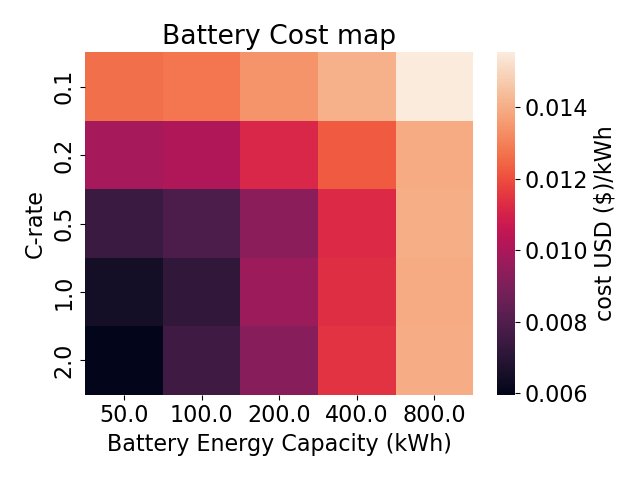 Battery Cost map
C-rate
0.1
0.2
0.5
1.0
2.0
50.0 100.0 200.0 400.0 800.0
Battery Energy Capacity (kWh)
0.014
0.012
0.010
0.008
0.006
cost USD ($)/kWh